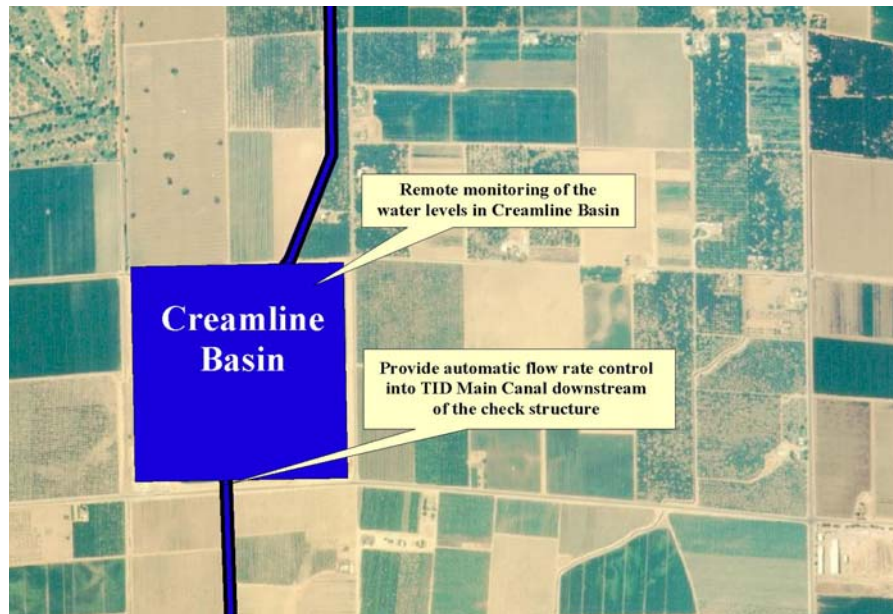 Remote monitoring of the
water levels in Creamline Basin
Creamline
Basin
Provide automatic flow rate control
into TID Main Canal downstream
of the check structure